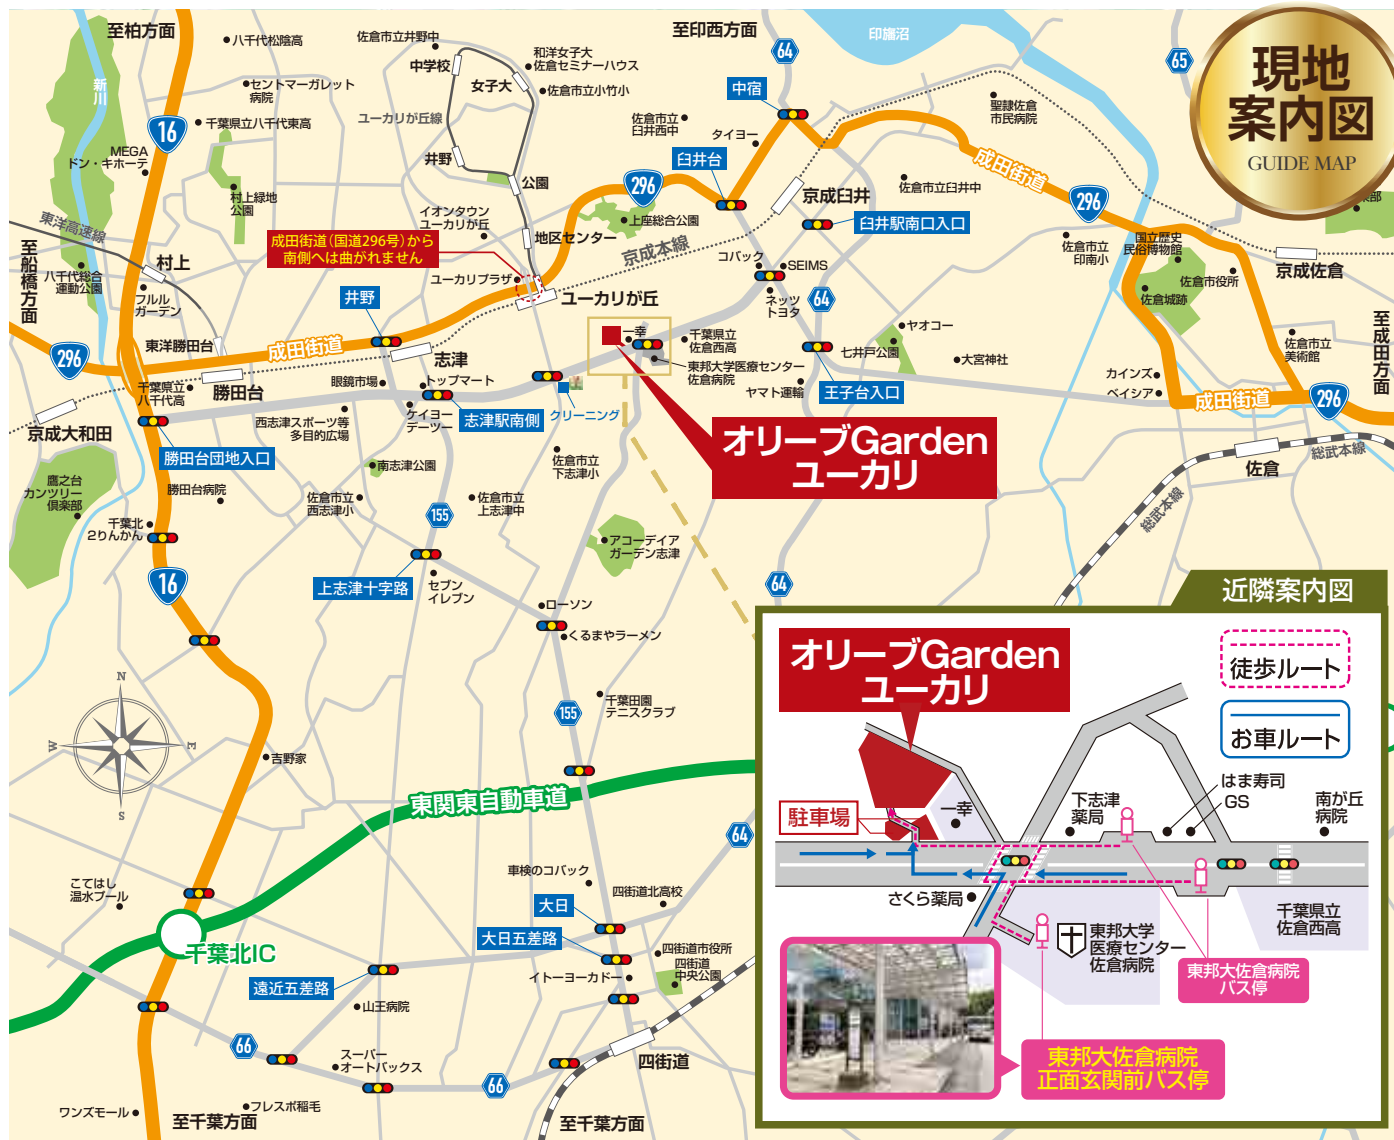 現地
案内図
GUIDE MAP
至柏方面
八千代松陰高
佐倉市立井野中
和洋女子大
佐倉セミナーハウス
至印西方面
印旛沼
64
65
中学校
女子大
セントマーガレット
病院
佐倉市立小竹小
新川
16
千葉県立八千代東高
ユーカリが丘線
佐倉市立
臼井西中
中宿
聖隷佐倉
市民病院
タイヨー
MEGA
ドン・キホーテ
井野
臼井台
成田街道
村上緑地
公園
公園
296
京成臼井
佐倉市立臼井中
296
東洋高速線
イオンタウン
ユーカリが丘
上座総合公園
臼井駅南口入口
地区センター
成田街道（国道296号）から
南側へは曲がれません
京成本線
佐倉市立
印南小
国立歴史
民俗博物館
倶楽部
至船橋方面
村上
八千代総合
運動公園
ユーカリプラザ
コバック
SEIMS
佐倉市役所
京成佐倉
フルル
ガーデン
井野
ユーカリが丘
ネッツ
トヨタ
64
佐倉城跡
至成田方面
一幸
千葉県立
佐倉西高
ヤオコー
296
東洋勝田台
成田街道
志津
東邦大学医療センター
佐倉病院
七井戸公園
大宮神社
佐倉市立
美術館
千葉県立
八千代高
勝田台
眼鏡市場
トップマート
クリーニング
ヤマト運輸
王子台入口
カインズ
ベイシア
成田街道
296
京成大和田
西志津スポーツ等
多目的広場
ケイヨー
デーツー
志津駅南側
オリーブGarden
ユーカリ
勝田台団地入口
南志津公園
佐倉市立
下志津小
佐倉
総武本線
総武本線
鷹之台
カンツリー
倶楽部
勝田台病院
佐倉市立
西志津小
佐倉市立
上志津中
155
千葉北
2りんかん
アコーデイア
ガーデン志津
16
上志津十字路
セブン
イレブン
64
ローソン
くるまやラーメン
N
W
E
S
千葉田園
テニスクラブ
155
吉野家
東関東自動車道
64
車検のコバック
こてはし
温水プール
四街道北高校
大日
千葉北IC
大日五差路
四街道市役所
四街道
中央公園
イトーヨーカドー
遠近五差路
山王病院
66
四街道
スーパー
オートバックス
66
ワンズモール
フレスポ稲毛
至千葉方面
至千葉方面
近隣案内図
オリーブGarden
ユーカリ
徒歩ルート
お車ルート
駐車場
一幸
下志津
薬局
はま寿司
GS
南が丘
病院
さくら薬局
東邦大学
医療センター
佐倉病院
千葉県立
佐倉西高
東邦大佐倉病院
バス停
東邦大佐倉病院
正面玄関前バス停